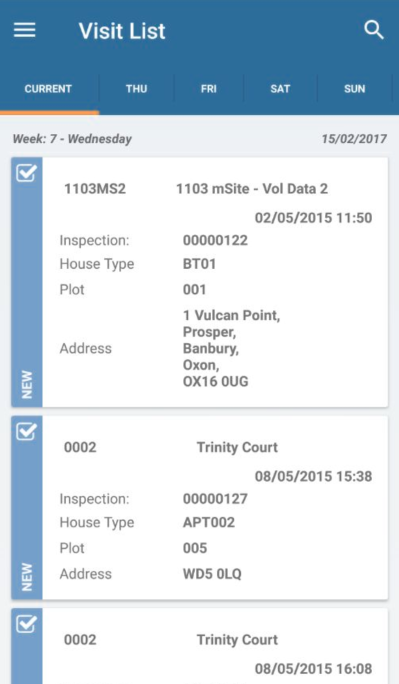 Visit List
CURRENT THU FRI SAT SUN
Week: 7 - Wednesday 15/02/2017
1103MS2 1103 mSite - Vol Data 2
02/05/2015 11:50
Inspection: 00000122
House Type BT01
Plot 001
Address 1 Vulcan Point,
Prosper,
Banbury,
Oxon,
OX16 0UG
NEW
0002 Trinity Court
08/05/2015 15:38
Inspection: 00000127
House Type APT002
Plot 005
Address WD5 0LQ
NEW
0002 Trinity Court
08/05/2015 16:08